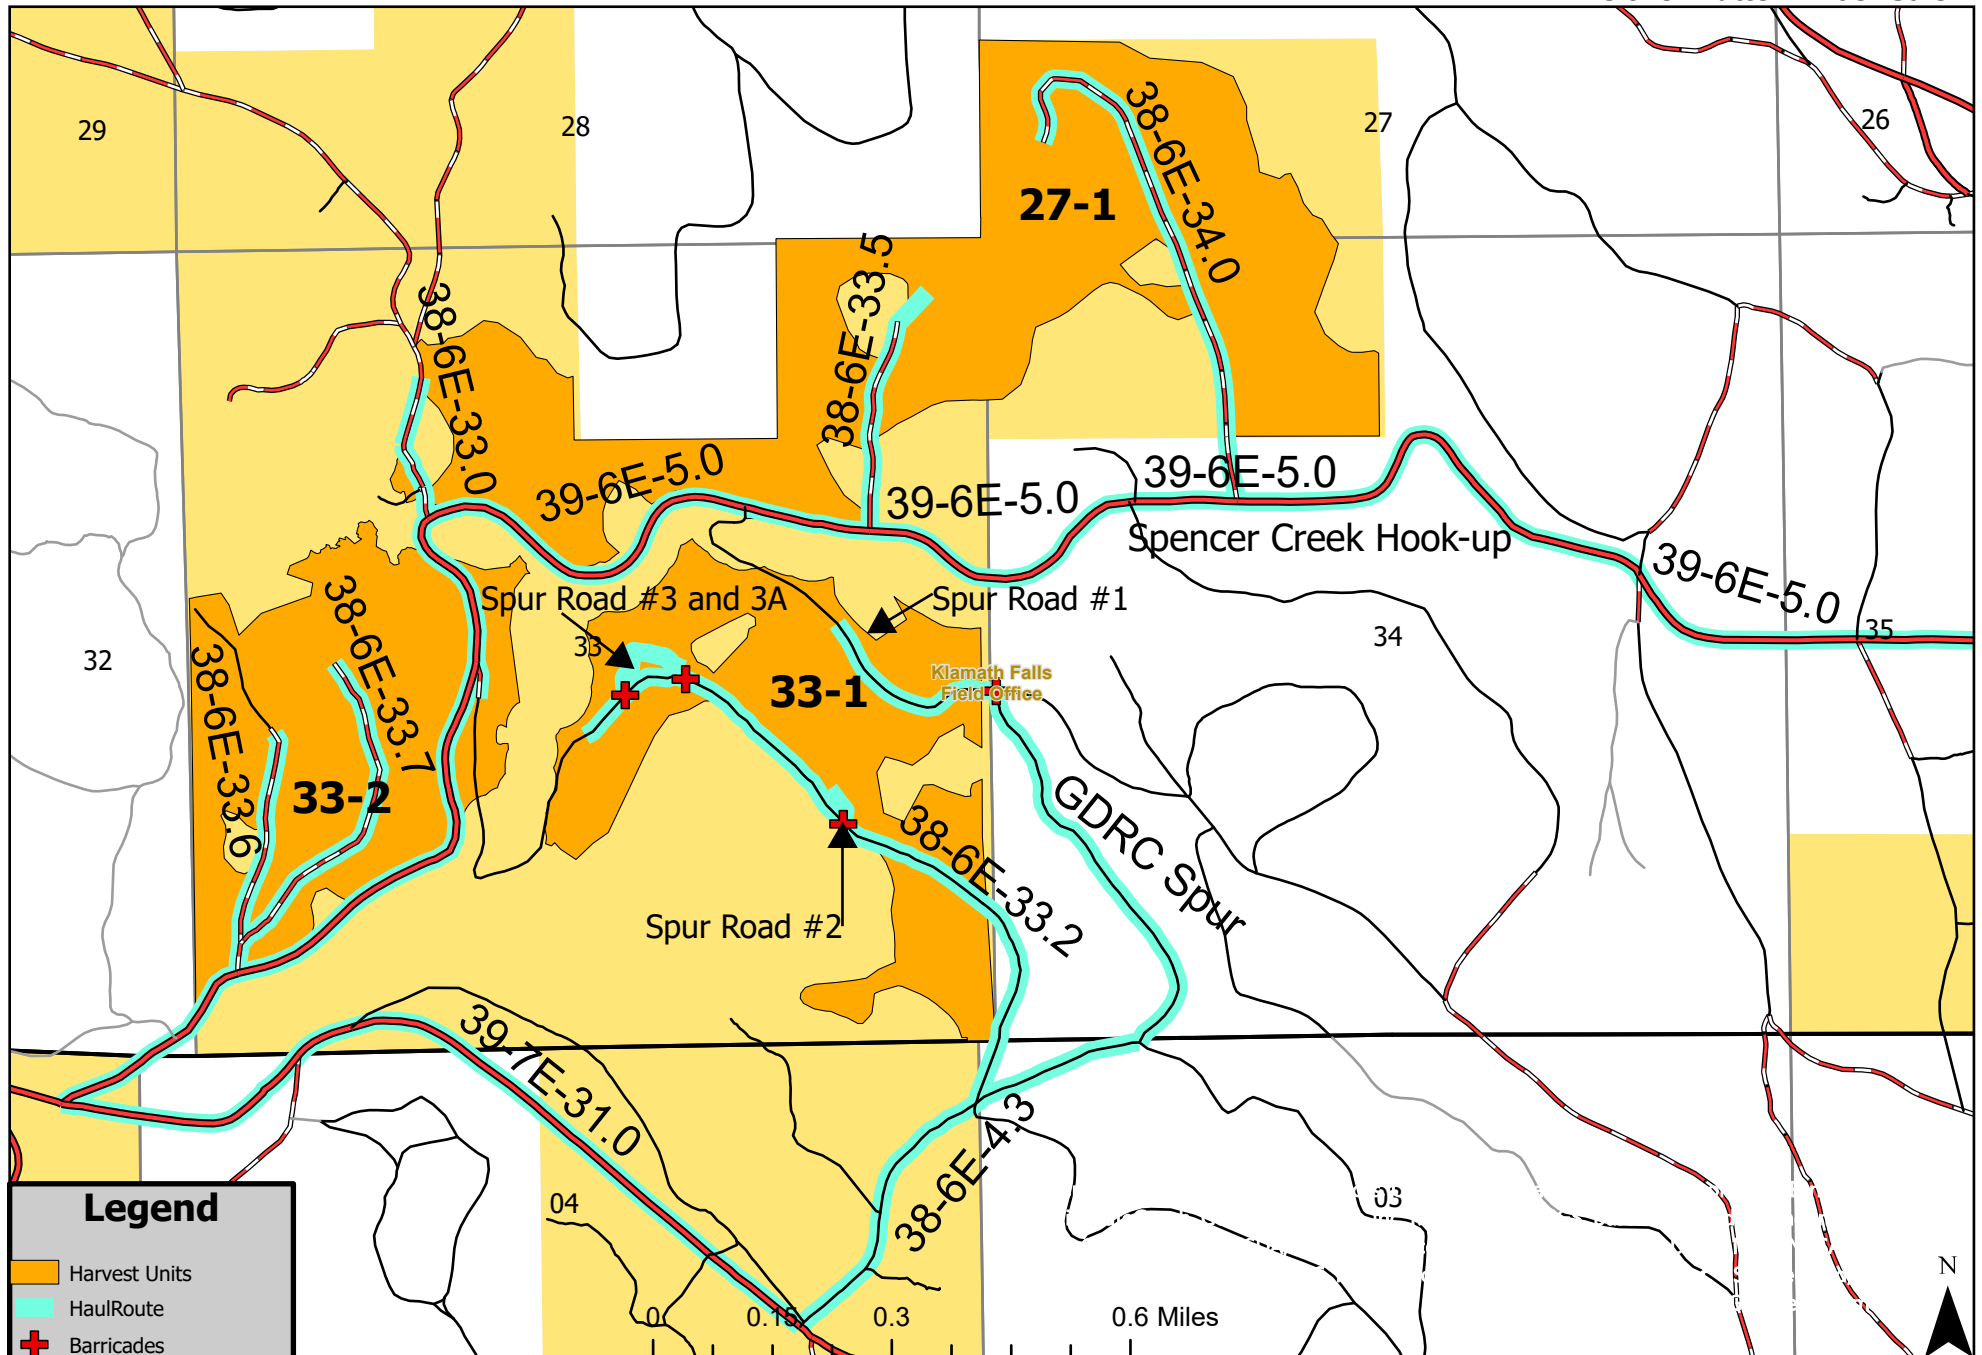 29
28
27
26
38-6E-34.0
27-1
38-6E-33.5
38-6E-33.0
39-6E-5.0
39-6E-5.0
39-6E-5.0
Spencer Creek Hook-up
39-6E-5.0
Spur Road #3 and 3A
Spur Road #1
38-6E-33.7
32
33
34
35
38-6E-33.6
33-1
Klamath Falls
Field Office
33-2
GDRC Spur
38-6E-33.2
Spur Road #2
39-7E-31.0
38-6E-4.3
04
03
Legend
Harvest Units
HaulRoute
Barricades
0 0.15 0.3 0.6 Miles
N